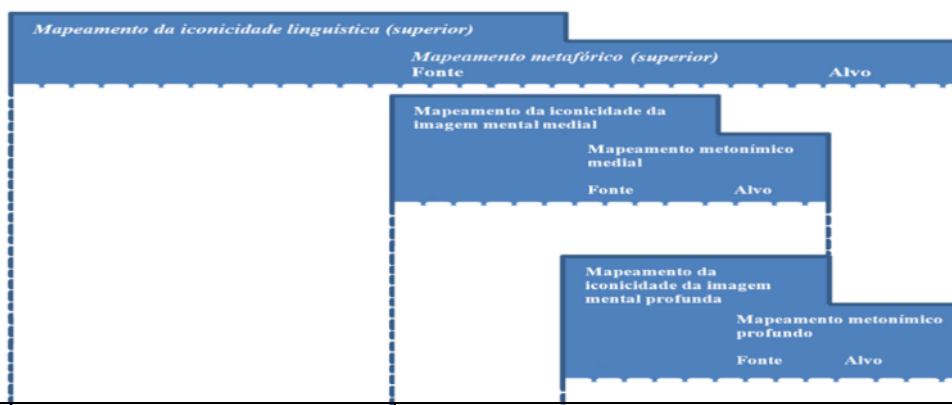 Mapeamento da iconicidade linguística (superior)
Mapeamento metafórico (superior)
Fonte Alvo
Mapeamento da iconicidade da
imagem mental medial
Mapeamento metonímico
medial
Fonte Alvo
Mapeamento da
iconicidade da imagem
mental profunda
Mapeamento metonímico
profundo
Fonte Alvo